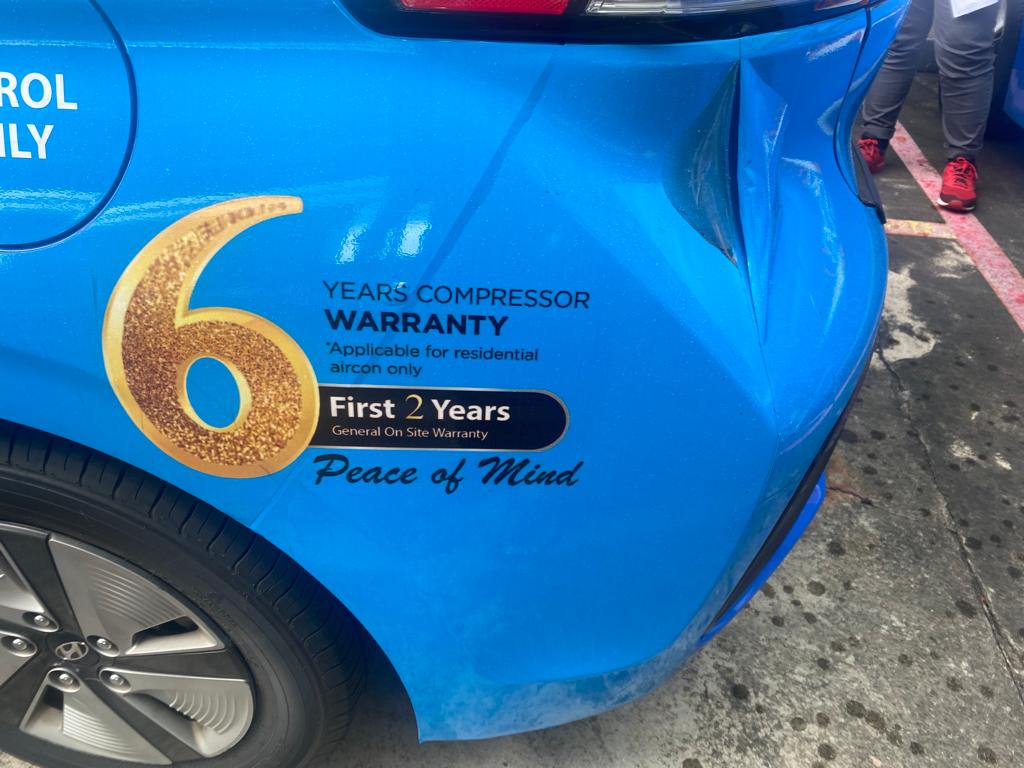 ROL
NLY
6
YEARS COMPRESSOR
WARRANTY
*Applicable for residential
aircon only
First 2 Years
General On Site Warranty
Peace of Mind